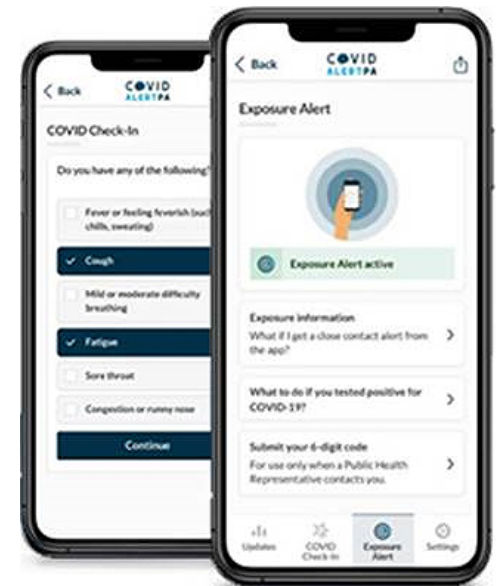 Back
COVID
ALERTPA
COVID Check-In
Do you have any of the following?
Fever or feeling feverish (such
chills, sweating)
Cough
Mild or moderate difficulty
breathing
Fatigue
Sore throat
Congestion or runny nose
Continue
Back
COVID
ALERTPA
Exposure Alert
Exposure Alert active
Exposure information
What if I get a close contact alert from
the app?
What to do if you tested positive for
COVID-19?
Submit your 6-digit code
For use only when a Public Health
Representative contacts you.
Updates
COVID
Check-In
Exposure
Alert
Settings